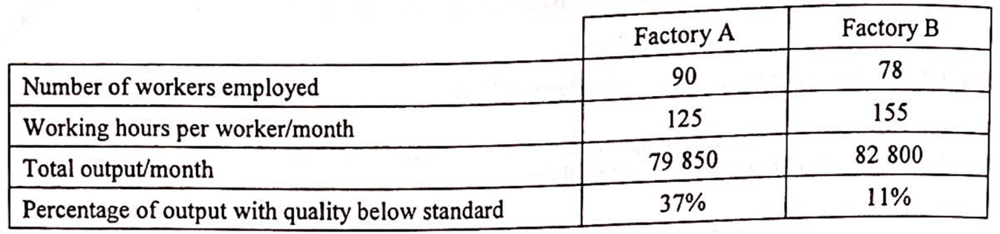 Factory A Factory B
Number of workers employed 90 78
Working hours per worker/month 125 155
Total output/month 79 850 82 800
Percentage of output with quality below standard 37% 11%